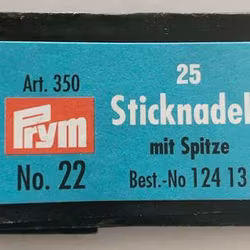 Art. 350
Prym
No. 22
25
Sticknadel
mit Spitze
Best.-No 124 13